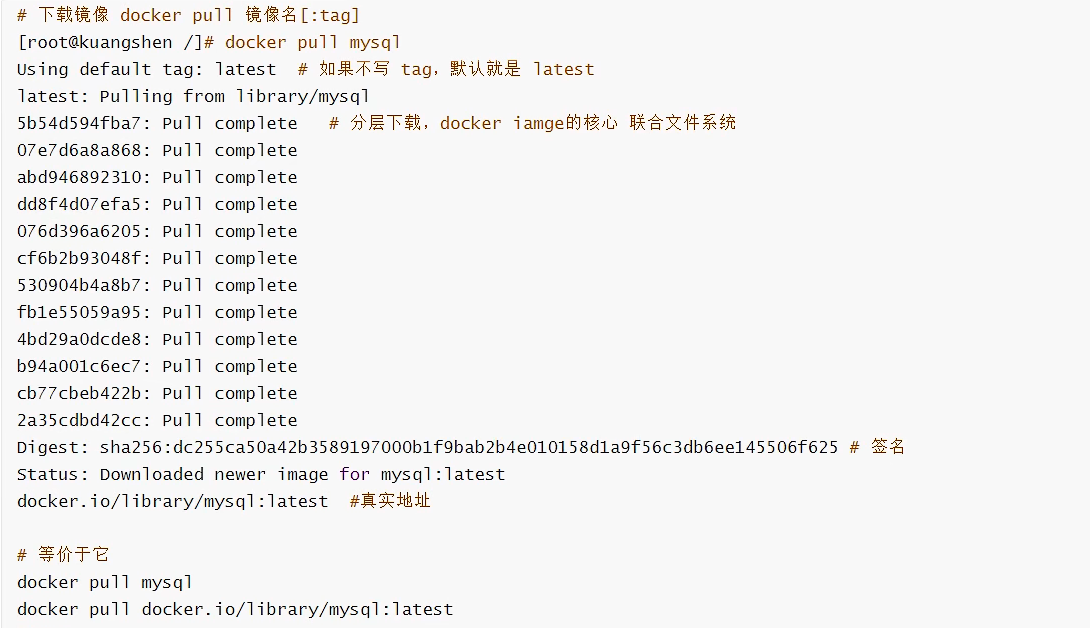 # 下载镜像 docker pull 镜像名[:tag]
[root@kuangshen /]# docker pull mysql
Using default tag: latest  # 如果不写 tag，默认就是 latest
latest: Pulling from library/mysql
5b54d594fba7: Pull complete   # 分层下载，docker iamge的核心 联合文件系统
07e7d6a8a868: Pull complete
abd946892310: Pull complete
dd8f4d07efa5: Pull complete
076d396a6205: Pull complete
cf6b2b93048f: Pull complete
530904b4a8b7: Pull complete
fb1e55059a95: Pull complete
4bd29a0dcde8: Pull complete
b94a001c6ec7: Pull complete
cb77cbeb422b: Pull complete
2a35cdbd42cc: Pull complete
Digest: sha256:dc255ca50a42b3589197000b1f9bab2b4e010158d1a9f56c3db6ee145506f625 # 签名
Status: Downloaded newer image for mysql:latest
docker.io/library/mysql:latest  #真实地址
# 等价于它
docker pull mysql
docker pull docker.io/library/mysql:latest